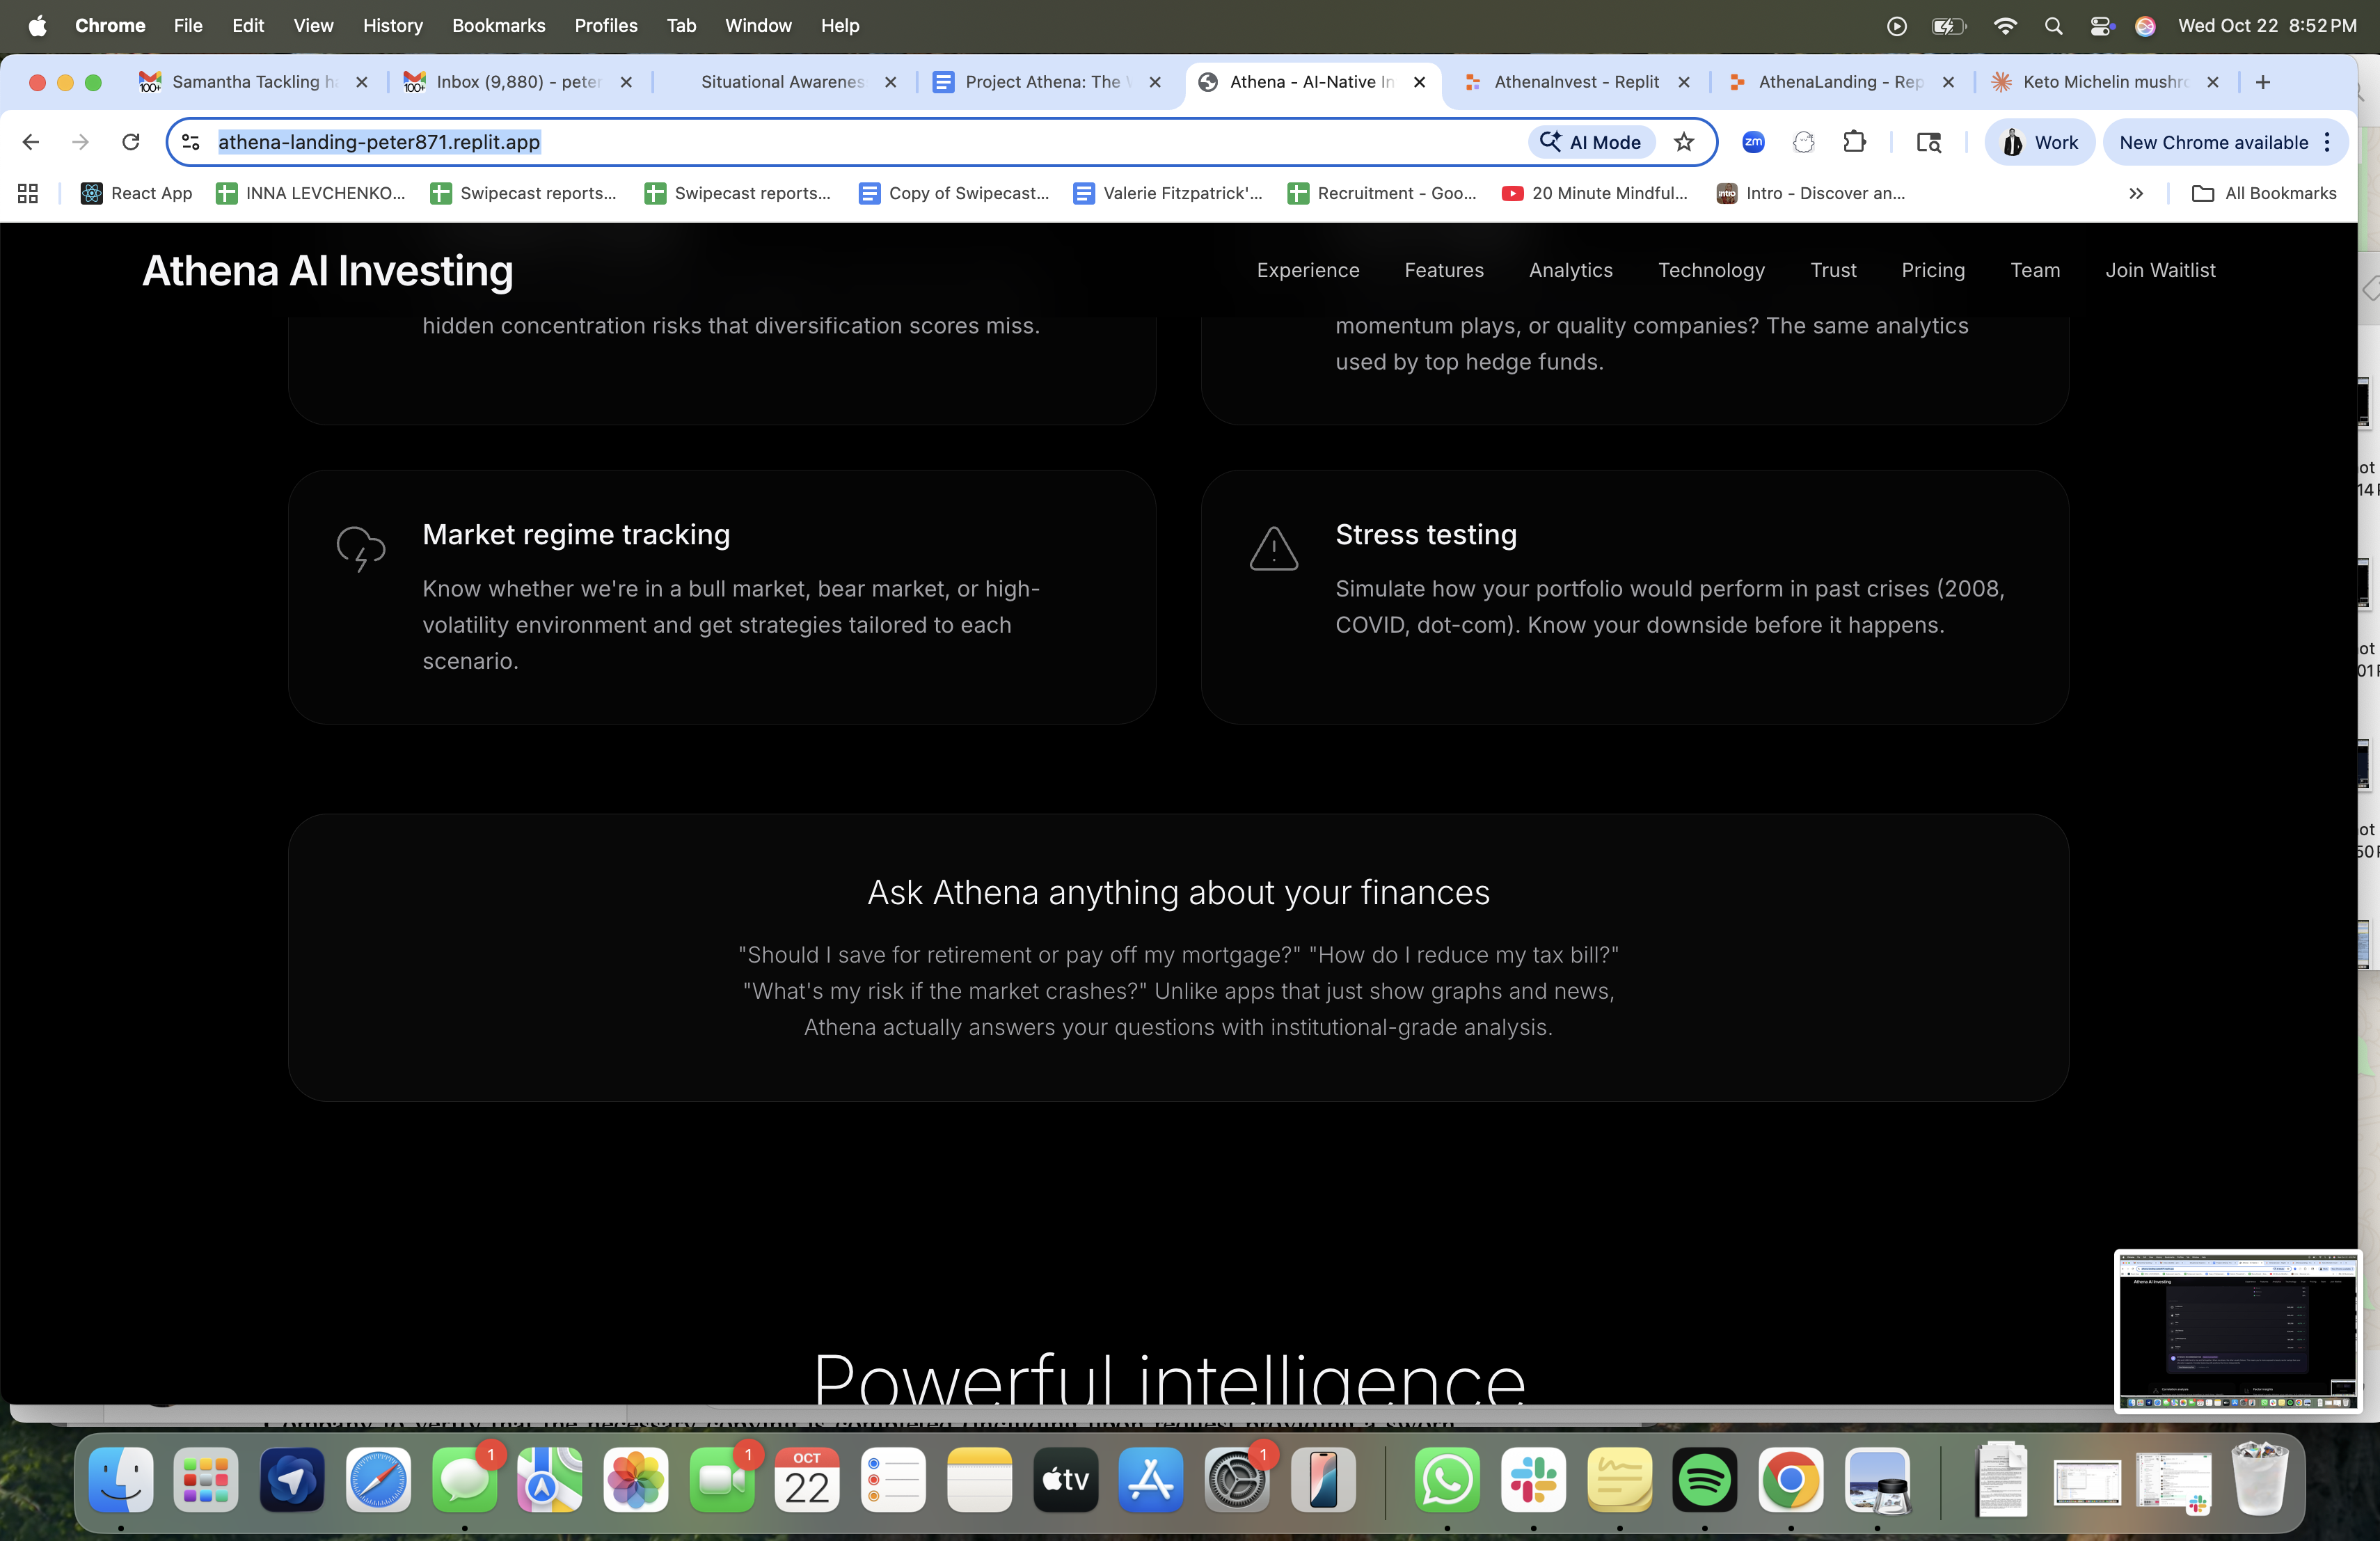 Chrome File Edit View History Bookmarks Profiles Tab Window Help Wed Oct 22 8:52 PM
Samantha Tackling ha Inbox (9,880) - peter Situational Awarenes Project Athena: The Athena - AI-Native In AthenaInvest - Replit AthenaLanding - Rep Keto Michelin mushr
athena-landing-peter871.replit.app AI Mode zm Work New Chrome available
React App INNA LEVCHENKO... Swipecast reports... Swipecast reports... Copy of Swipecast... Valerie Fitzpatrick'... Recruitment - Goo... 20 Minute Mindful... intro Intro - Discover an... All Bookmarks
Athena AI Investing Experience Features Analytics Technology Trust Pricing Team Join Waitlist
hidden concentration risks that diversification scores miss.
momentum plays, or quality companies? The same analytics
used by top hedge funds.
Market regime tracking
Know whether we're in a bull market, bear market, or high-
volatility environment and get strategies tailored to each
scenario.
Stress testing
Simulate how your portfolio would perform in past crises (2008,
COVID, dot-com). Know your downside before it happens.
Ask Athena anything about your finances
"Should I save for retirement or pay off my mortgage?" "How do I reduce my tax bill?"
"What's my risk if the market crashes?" Unlike apps that just show graphs and news,
Athena actually answers your questions with institutional-grade analysis.
Powerful intelligence
OCT
22
1
1
1
tv